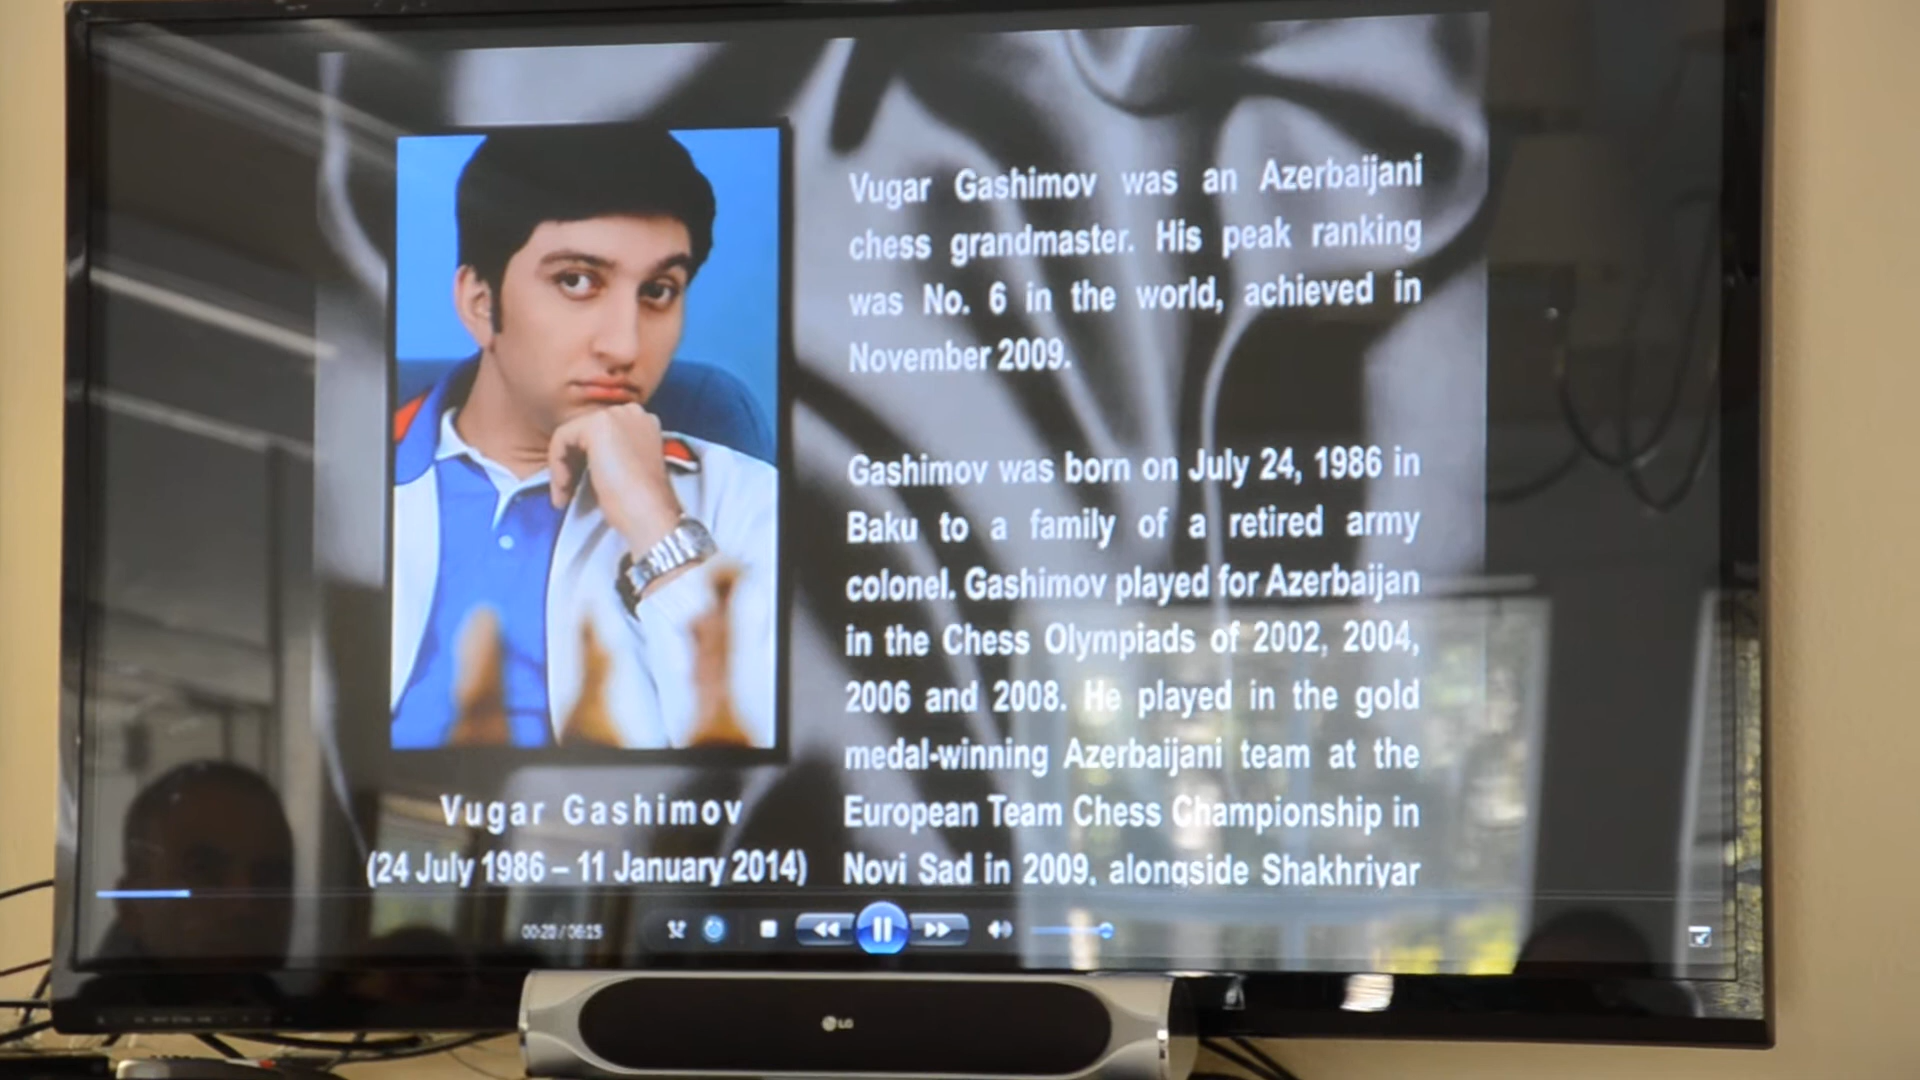 Vugar Gashimov was an Azerbaijani
chess grandmaster. His peak ranking
was No. 6 in the world, achieved in
November 2009.
Gashimov was born on July 24, 1986 in
Baku to a family of a retired army
colonel. Gashimov played for Azerbaijan
in the Chess Olympiads of 2002, 2004,
2006 and 2008. He played in the gold
medal-winning Azerbaijani team at the
European Team Chess Championship in
Novi Sad in 2009, alongside Shakhriyar
Vugar Gashimov
(24 July 1986 – 11 January 2014)
00:20 / 06:15
LG